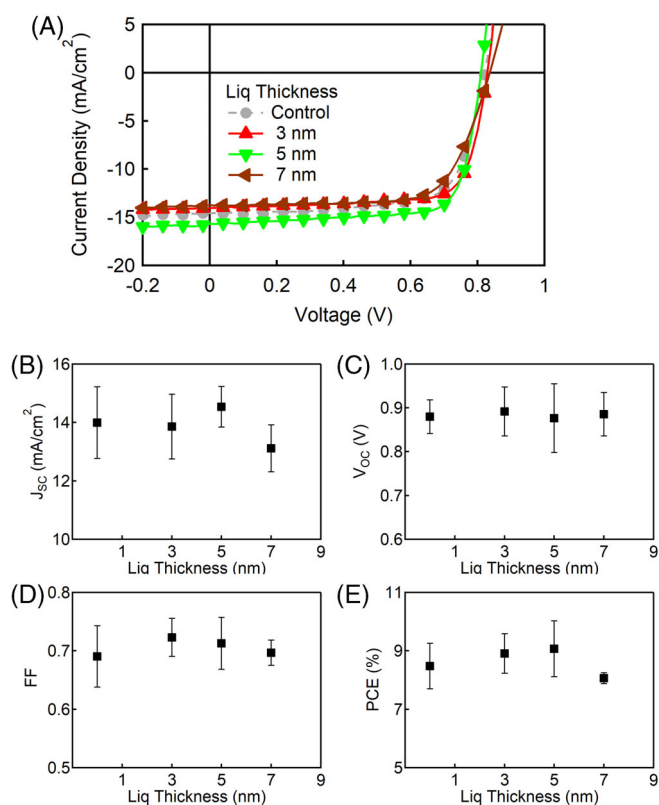 (A)
Current Density (mA/cm²)
5
0
-5
-10
-15
-20
Liq Thickness
Control
3 nm
5 nm
7 nm
-0.2 0 0.2 0.4 0.6 0.8 1
Voltage (V)
(B)
J_SC (mA/cm²)
16
14
12
10
1 3 5 7 9
Liq Thickness (nm)
(C)
V_OC (V)
1.0
0.9
0.8
0.7
0.6
1 3 5 7 9
Liq Thickness (nm)
(D)
FF
0.8
0.7
0.6
0.5
1 3 5 7 9
Liq Thickness (nm)
(E)
PCE (%)
11
9
7
5
1 3 5 7 9
Liq Thickness (nm)